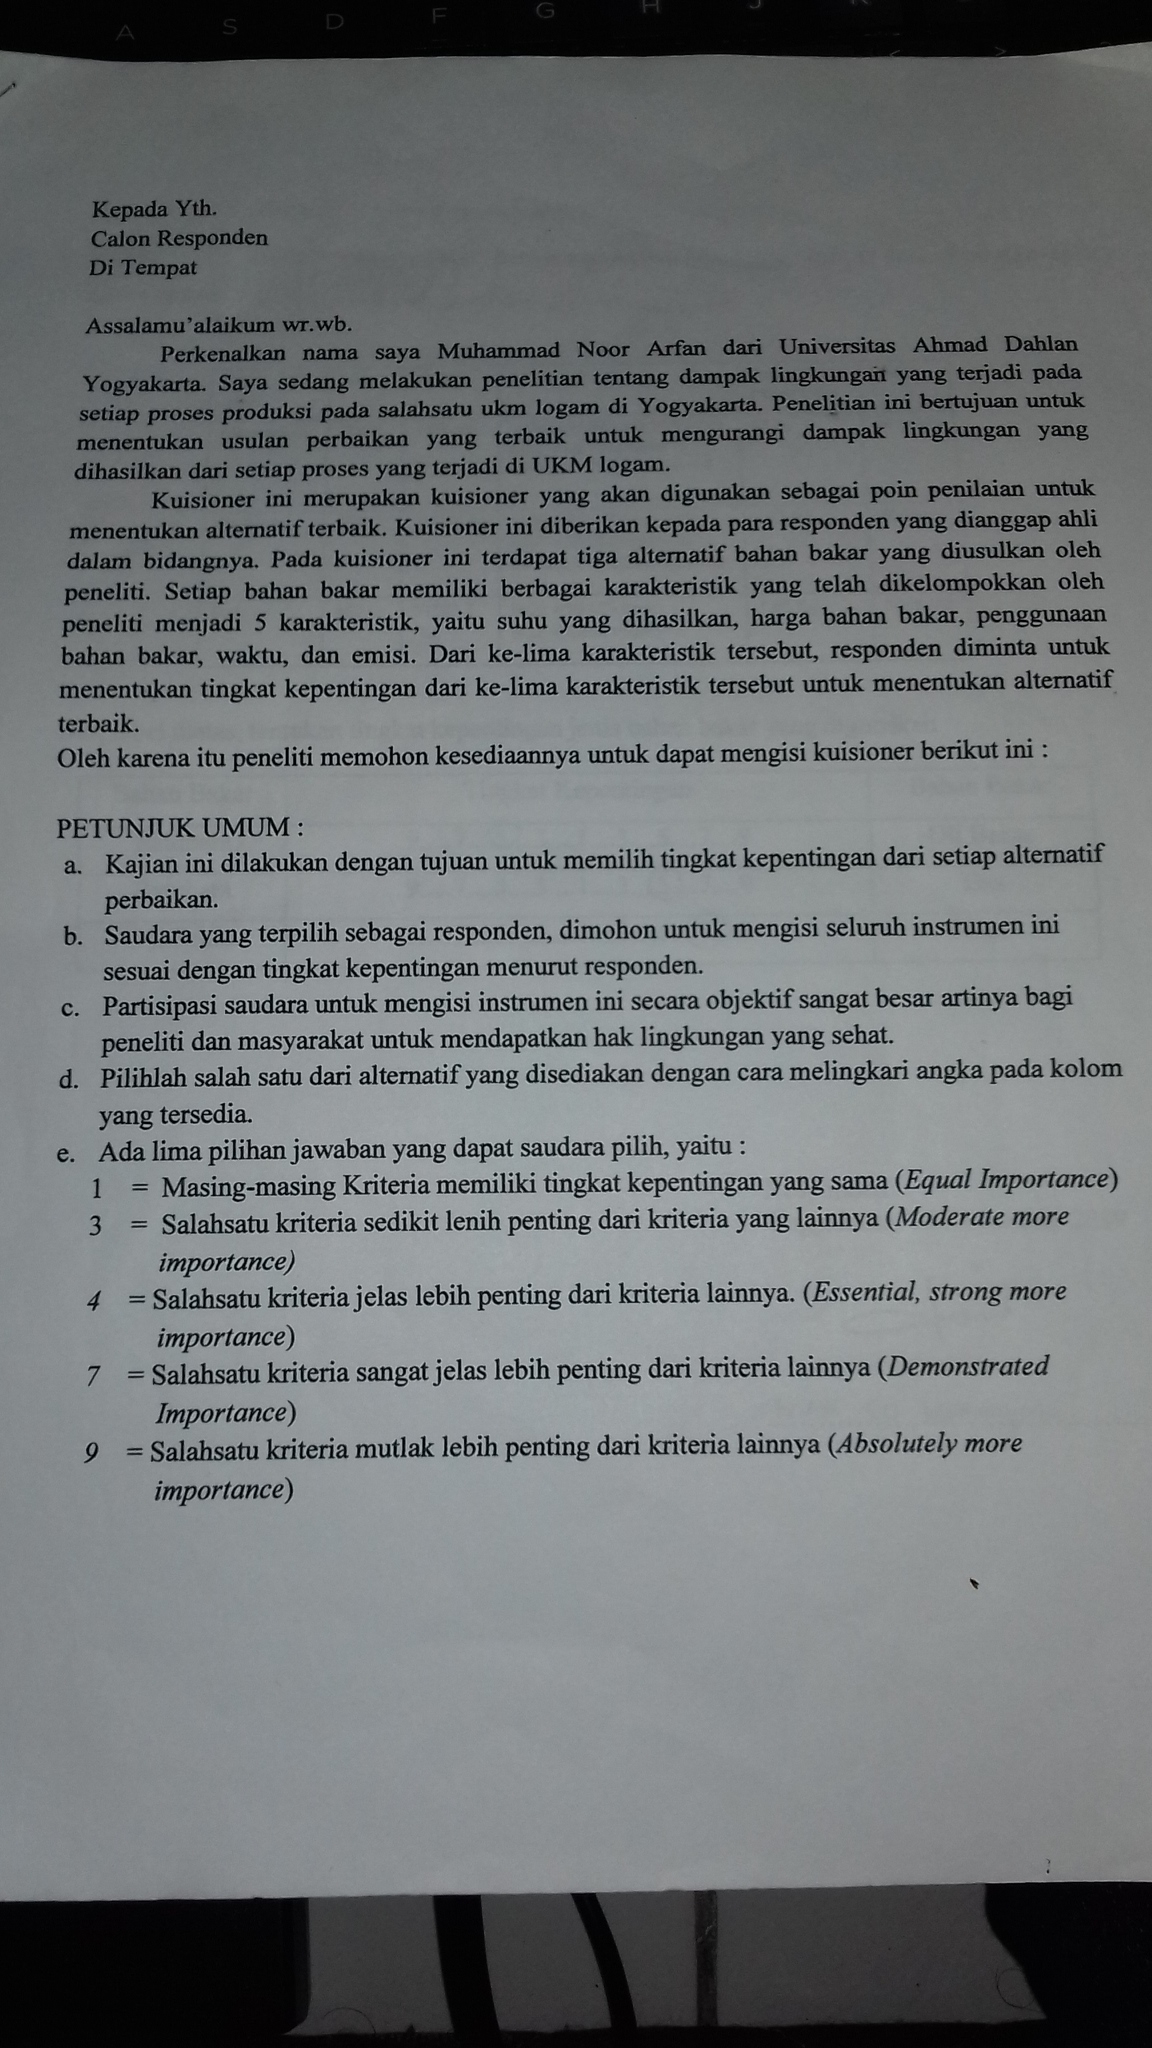 A S D F G H J K
< >
Kepada Yth.
Calon Responden
Di Tempat
Assalamu'alaikum wr.wb.
Perkenalkan nama saya Muhammad Noor Arfan dari Universitas Ahmad Dahlan
Yogyakarta. Saya sedang melakukan penelitian tentang dampak lingkungan yang terjadi pada
setiap proses produksi pada salahsatu ukm logam di Yogyakarta. Penelitian ini bertujuan untuk
menentukan usulan perbaikan yang terbaik untuk mengurangi dampak lingkungan yang
dihasilkan dari setiap proses yang terjadi di UKM logam.
Kuisioner ini merupakan kuisioner yang akan digunakan sebagai poin penilaian untuk
menentukan alternatif terbaik. Kuisioner ini diberikan kepada para responden yang dianggap ahli
dalam bidangnya. Pada kuisioner ini terdapat tiga alternatif bahan bakar yang diusulkan oleh
peneliti. Setiap bahan bakar memiliki berbagai karakteristik yang telah dikelompokkan oleh
peneliti menjadi 5 karakteristik, yaitu suhu yang dihasilkan, harga bahan bakar, penggunaan
bahan bakar, waktu, dan emisi. Dari ke-lima karakteristik tersebut, responden diminta untuk
menentukan tingkat kepentingan dari ke-lima karakteristik tersebut untuk menentukan alternatif
terbaik.
Oleh karena itu peneliti memohon kesediaannya untuk dapat mengisi kuisioner berikut ini :
PETUNJUK UMUM :
a. Kajian ini dilakukan dengan tujuan untuk memilih tingkat kepentingan dari setiap alternatif
perbaikan.
b. Saudara yang terpilih sebagai responden, dimohon untuk mengisi seluruh instrumen ini
sesuai dengan tingkat kepentingan menurut responden.
c. Partisipasi saudara untuk mengisi instrumen ini secara objektif sangat besar artinya bagi
peneliti dan masyarakat untuk mendapatkan hak lingkungan yang sehat.
d. Pilihlah salah satu dari alternatif yang disediakan dengan cara melingkari angka pada kolom
yang tersedia.
e. Ada lima pilihan jawaban yang dapat saudara pilih, yaitu :
1 = Masing-masing Kriteria memiliki tingkat kepentingan yang sama (Equal Importance)
3 = Salahsatu kriteria sedikit lenih penting dari kriteria yang lainnya (Moderate more
importance)
4 = Salahsatu kriteria jelas lebih penting dari kriteria lainnya. (Essential, strong more
importance)
7 = Salahsatu kriteria sangat jelas lebih penting dari kriteria lainnya (Demonstrated
Importance)
9 = Salahsatu kriteria mutlak lebih penting dari kriteria lainnya (Absolutely more
importance)